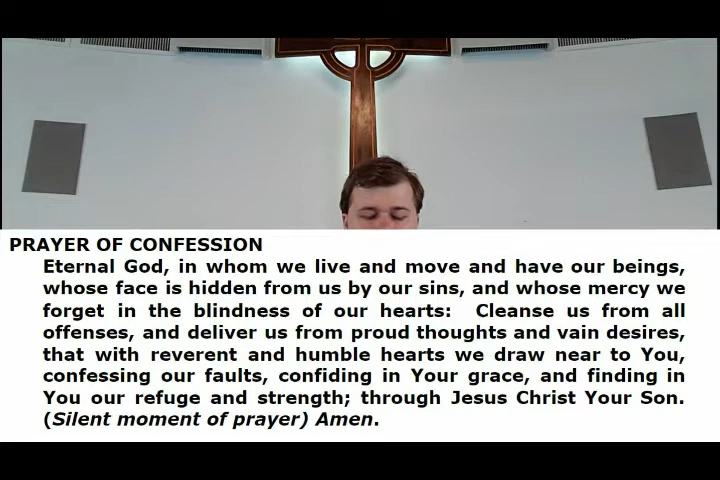 PRAYER OF CONFESSION
Eternal God, in whom we live and move and have our beings,
whose face is hidden from us by our sins, and whose mercy we
forget in the blindness of our hearts:  Cleanse us from all
offenses, and deliver us from proud thoughts and vain desires,
that with reverent and humble hearts we draw near to You,
confessing our faults, confiding in Your grace, and finding in
You our refuge and strength; through Jesus Christ Your Son.
(Silent moment of prayer) Amen.